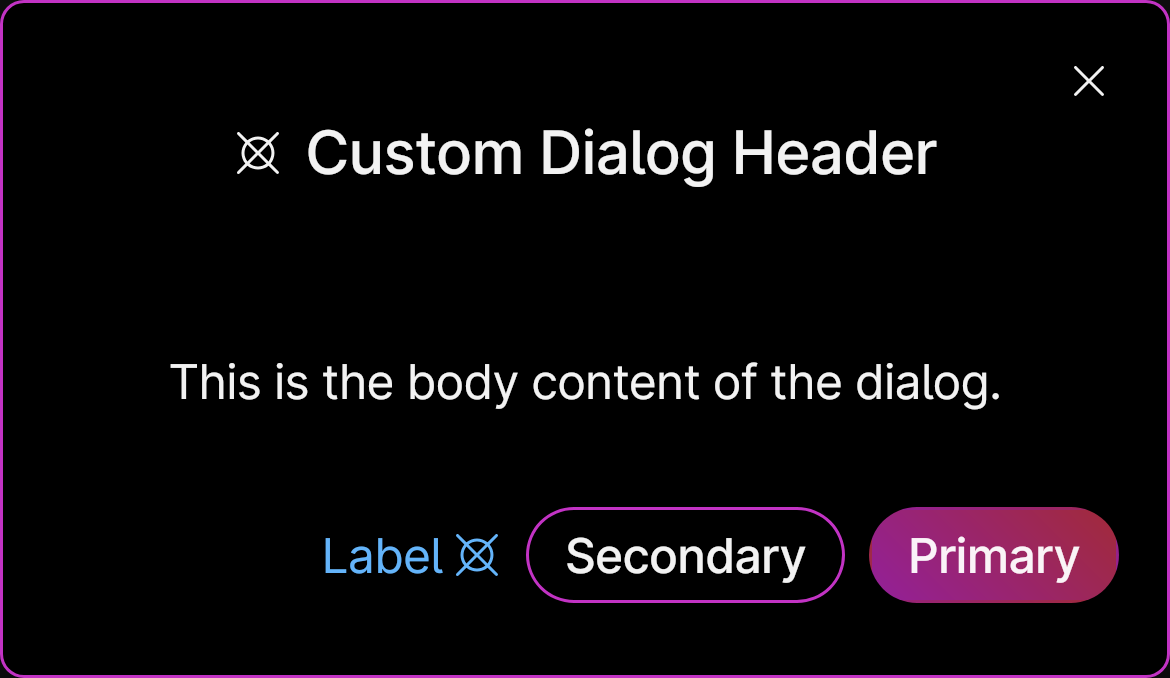 Custom Dialog Header
This is the body content of the dialog.
Label Secondary Primary